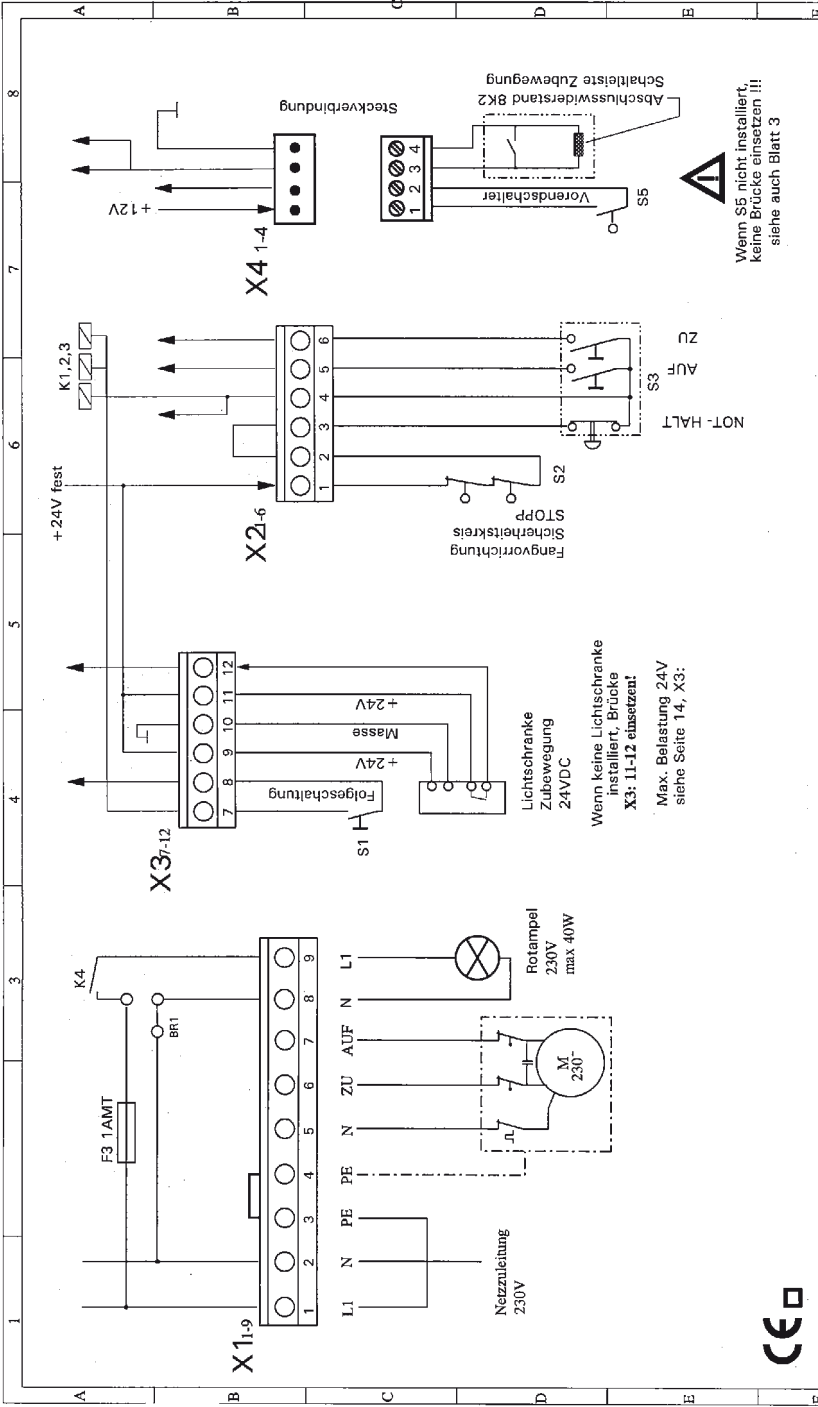 1 2 3 4 5 6 7 8
A
B
C
D
E
F
K4
F3 1AMT
BR1
X1 1-9
1 2 3 4 5 6 7 8 9
L1 N PE PE N ZU AUF N L1
Netzzuleitung
230V
M
230~
Rotampel
230V
max 40W
X3 7-12
7 8 9 10 11 12
Folgeschaltung
+24V
Masse
+24V
S1
Lichtschranke
Zubewegung
24VDC
Wenn keine Lichtschranke
installiert, Brücke
X3: 11-12 einsetzen!
Max. Belastung 24V
siehe Seite 14, X3:
+24V fest
K1,2,3
X2 1-6
1 2 3 4 5 6
Fangvorrichtung
Sicherheitskreis
STOPP
S2
NOT-HALT
AUF
ZU
S3
+12V
X4 1-4
Steckverbindung
1 2 3 4
Vorendschalter
S5
Abschlusswiderstand 8K2
Schaltleiste Zubewegung
Wenn S5 nicht installiert,
keine Brücke einsetzen !!!
siehe auch Blatt 3
CE
A
B
C
D
E
F